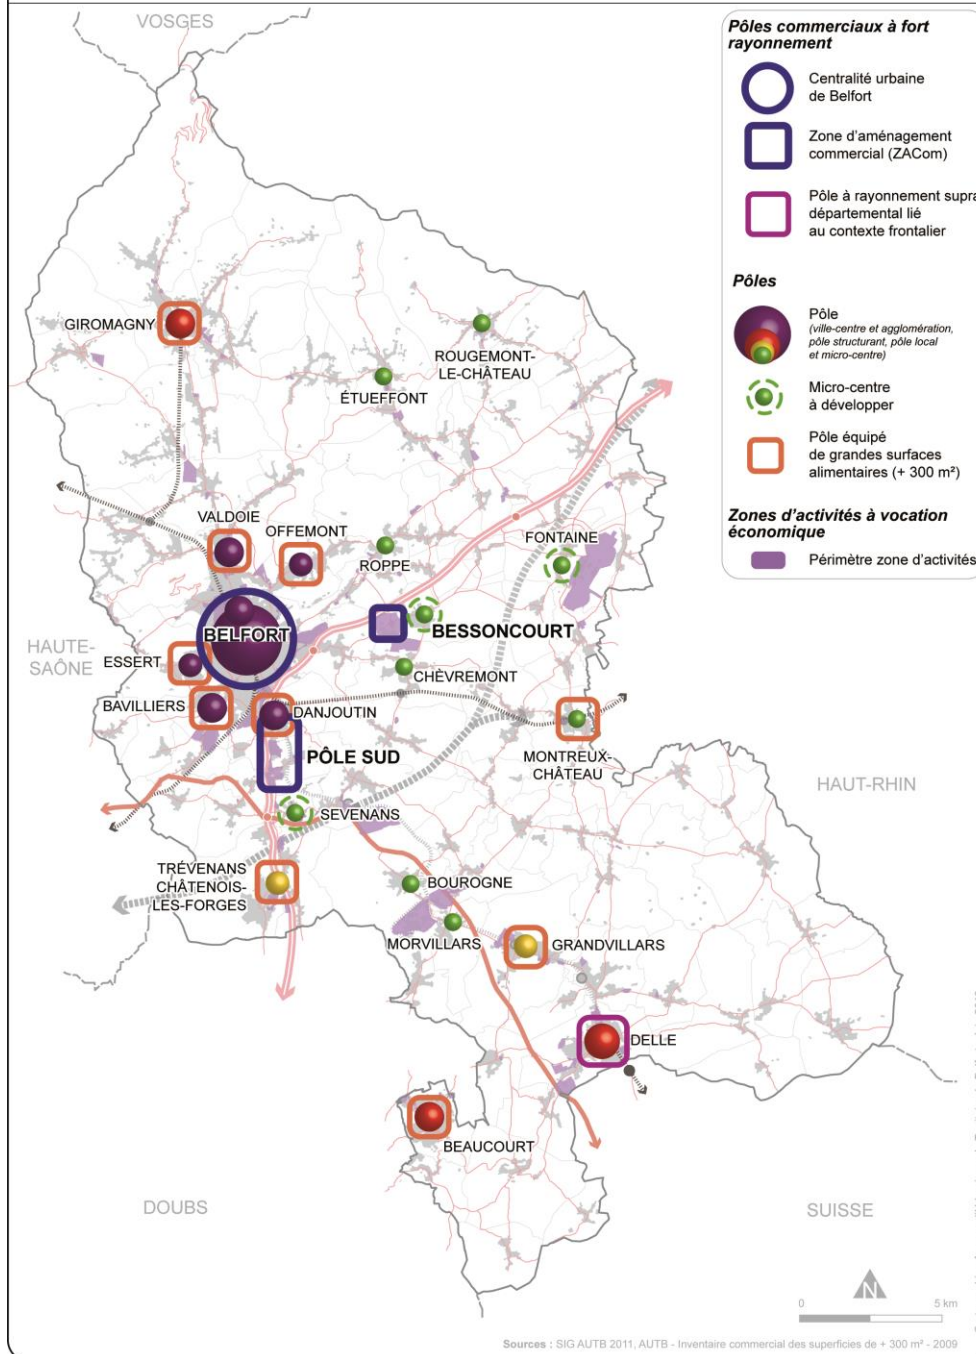 VOSGES
Pôles commerciaux à fort
rayonnement
Centralité urbaine
de Belfort
Zone d'aménagement
commercial (ZACom)
Pôle à rayonnement supra
départemental lié
au contexte frontalier
Pôles
Pôle
(ville-centre et agglomération,
pôle structurant, pôle local
et micro-centre)
Micro-centre
à développer
Pôle équipé
de grandes surfaces
alimentaires (+ 300 m²)
Zones d'activités à vocation
économique
Périmètre zone d'activités
GIROMAGNY
ROUGEMONT-
LE-CHÂTEAU
ÉTUEFFONT
VALDOIE
OFFEMONT
ROPPE
FONTAINE
BELFORT
BESSONCOURT
HAUTE-
SAÔNE
ESSERT
CHÈVREMONT
BAVILLIERS
DANJOUTIN
PÔLE SUD
MONTREUX-
CHÂTEAU
HAUT-RHIN
SEVENANS
TRÉVENANS
CHÂTENOIS-
LES-FORGES
BOUROGNE
MORVILLARS
GRANDVILLARS
DELLE
BEAUCOURT
DOUBS
SUISSE
N
0 5 km
Sources : SIG AUTB 2011, AUTB - Inventaire commercial des superficies de + 300 m² - 2009